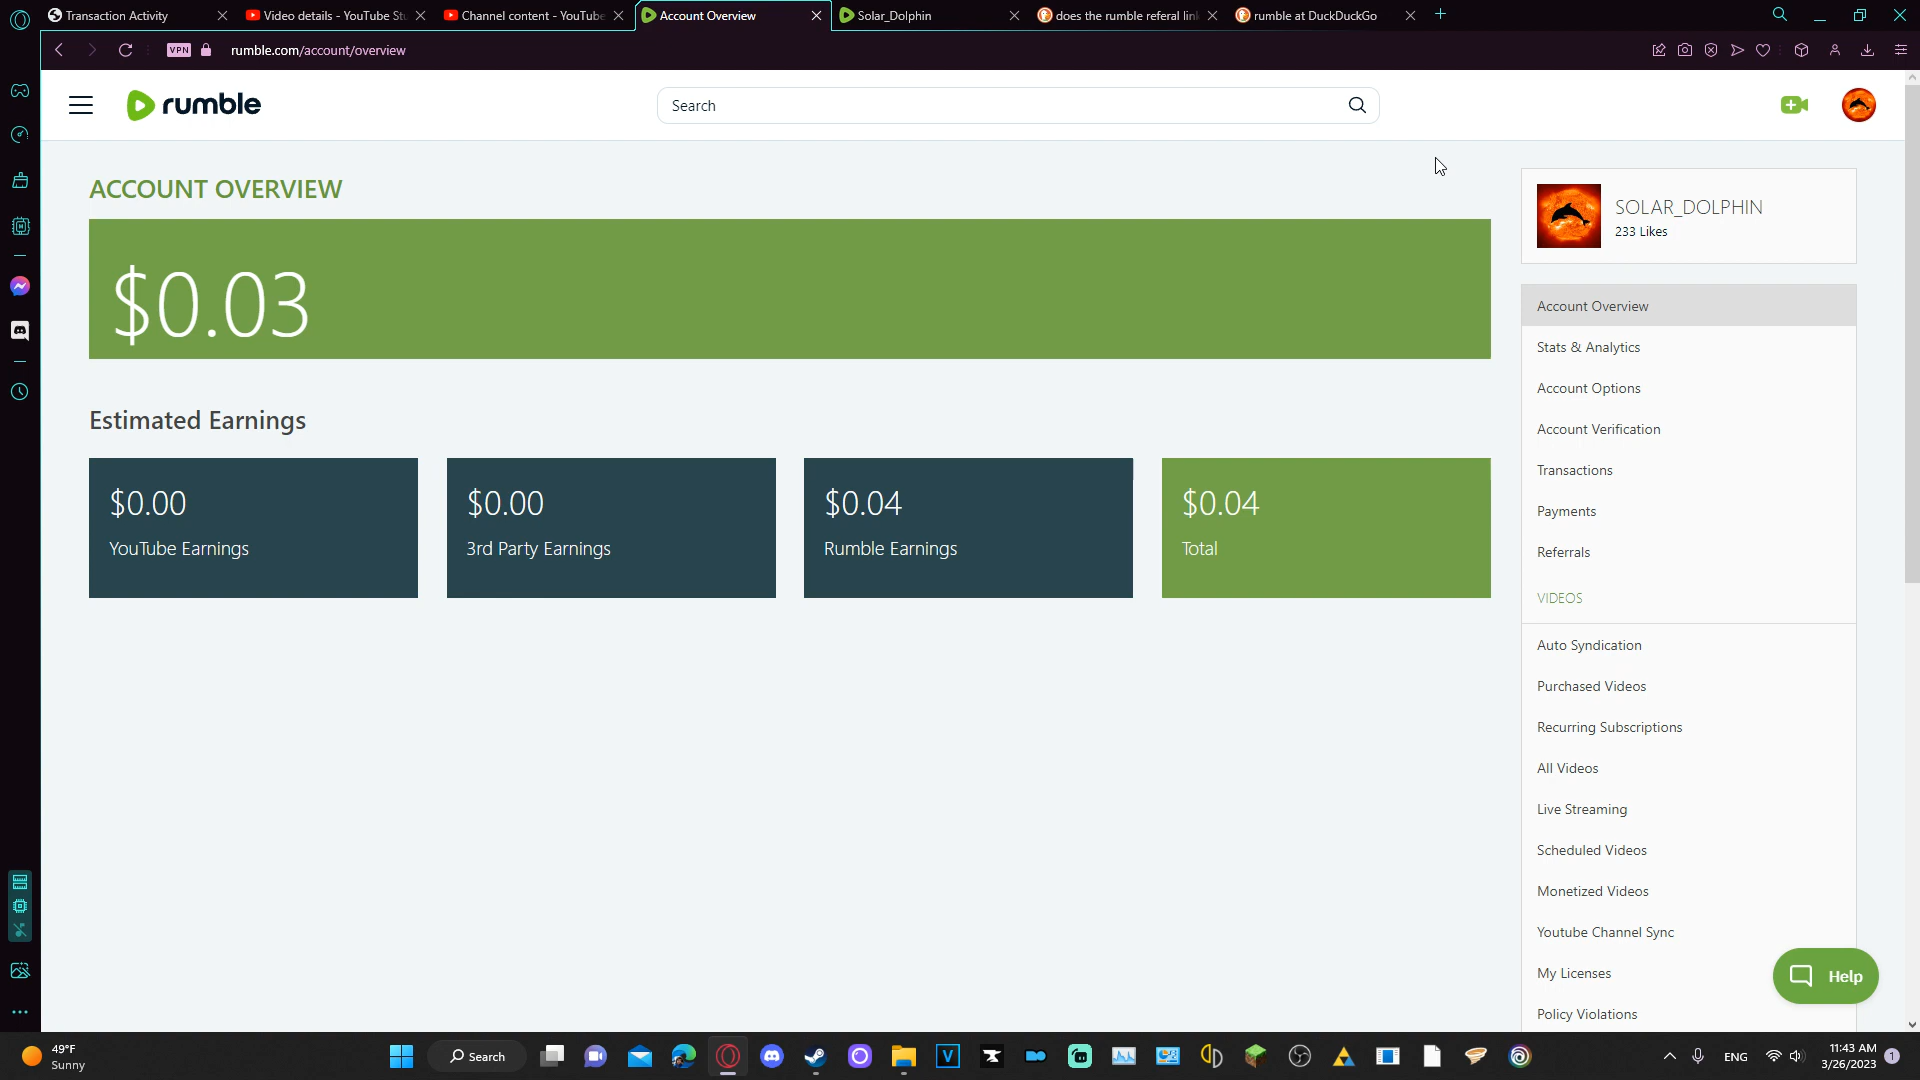 Transaction Activity
Video details - YouTube Stu
Channel content - YouTube
Account Overview
Solar_Dolphin
does the rumble referal link
rumble at DuckDuckGo
VPN
rumble.com/account/overview
rumble
Search
ACCOUNT OVERVIEW
$0.03
Estimated Earnings
$0.00
YouTube Earnings
$0.00
3rd Party Earnings
$0.04
Rumble Earnings
$0.04
Total
SOLAR_DOLPHIN
233 Likes
Account Overview
Stats & Analytics
Account Options
Account Verification
Transactions
Payments
Referrals
VIDEOS
Auto Syndication
Purchased Videos
Recurring Subscriptions
All Videos
Live Streaming
Scheduled Videos
Monetized Videos
Youtube Channel Sync
My Licenses
Policy Violations
Help
49°F
Sunny
Search
ENG
11:43 AM
3/26/2023
1